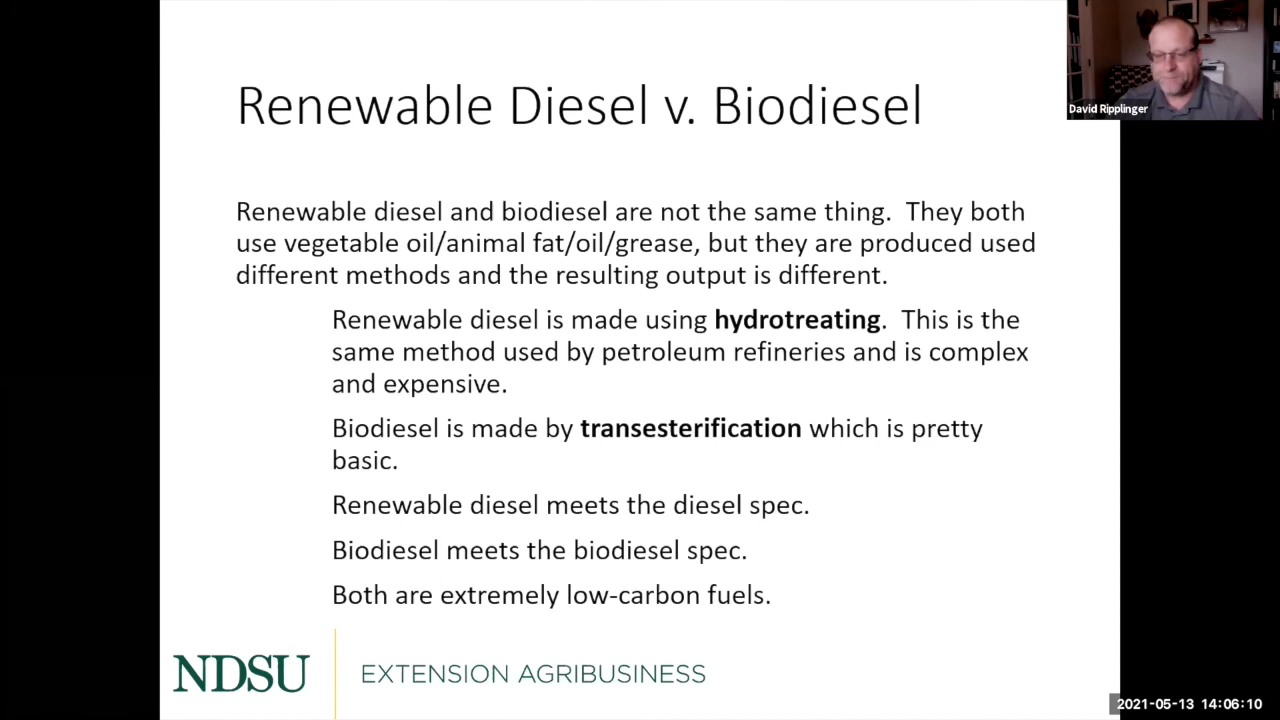 Renewable Diesel v. Biodiesel
David Ripplinger
Renewable diesel and biodiesel are not the same thing.  They both
use vegetable oil/animal fat/oil/grease, but they are produced used
different methods and the resulting output is different.
Renewable diesel is made using hydrotreating.  This is the
same method used by petroleum refineries and is complex
and expensive.
Biodiesel is made by transesterification which is pretty
basic.
Renewable diesel meets the diesel spec.
Biodiesel meets the biodiesel spec.
Both are extremely low-carbon fuels.
NDSU
EXTENSION AGRIBUSINESS
2021-05-13 14:06:10